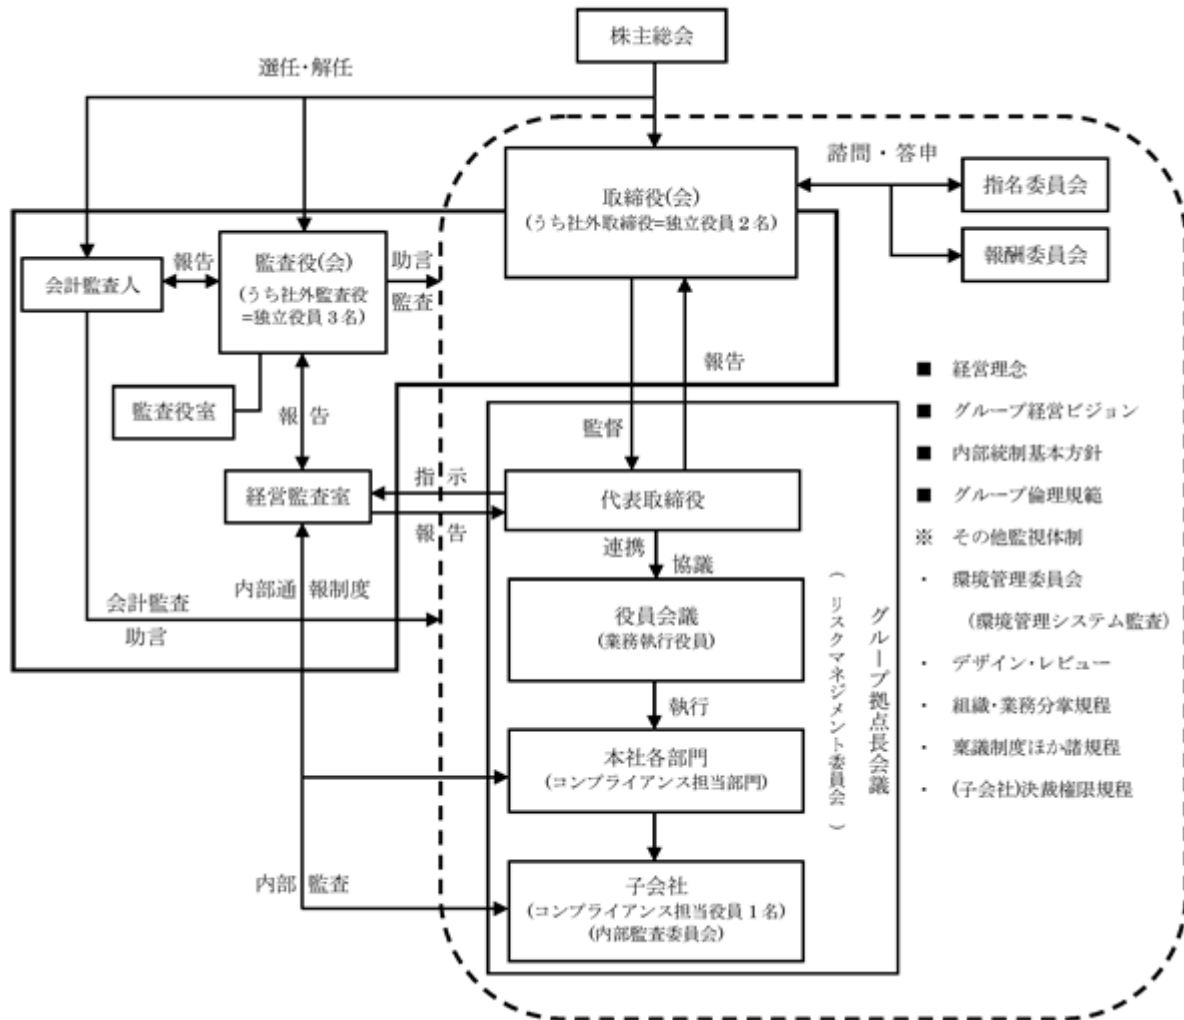 株主総会
選任・解任
諮問・答申
取締役(会)
(うち社外取締役=独立役員2名)
指名委員会
報酬委員会
会計監査人
報告
監査役(会)
(うち社外監査役
=独立役員3名)
助言
監査
監査役室
報告
報告
監督
経営監査室
指示
報告
代表取締役
連携
協議
内部通報制度
会計監査
助言
役員会議
(業務執行役員)
執行
本社各部門
(コンプライアンス担当部門)
内部監査
子会社
(コンプライアンス担当役員1名)
(内部監査委員会)
グループ拠点長会議
(リスクマネジメント委員会)
■ 経営理念
■ グループ経営ビジョン
■ 内部統制基本方針
■ グループ倫理規範
※ その他監視体制
・ 環境管理委員会
(環境管理システム監査)
・ デザイン・レビュー
・ 組織・業務分掌規程
・ 稟議制度ほか諸規程
・ (子会社)決裁権限規程